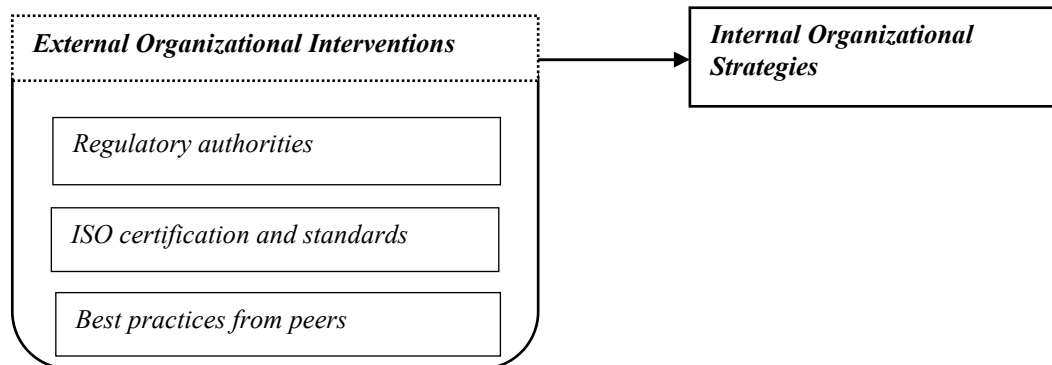 External Organizational Interventions
Internal Organizational
Strategies
Regulatory authorities
ISO certification and standards
Best practices from peers